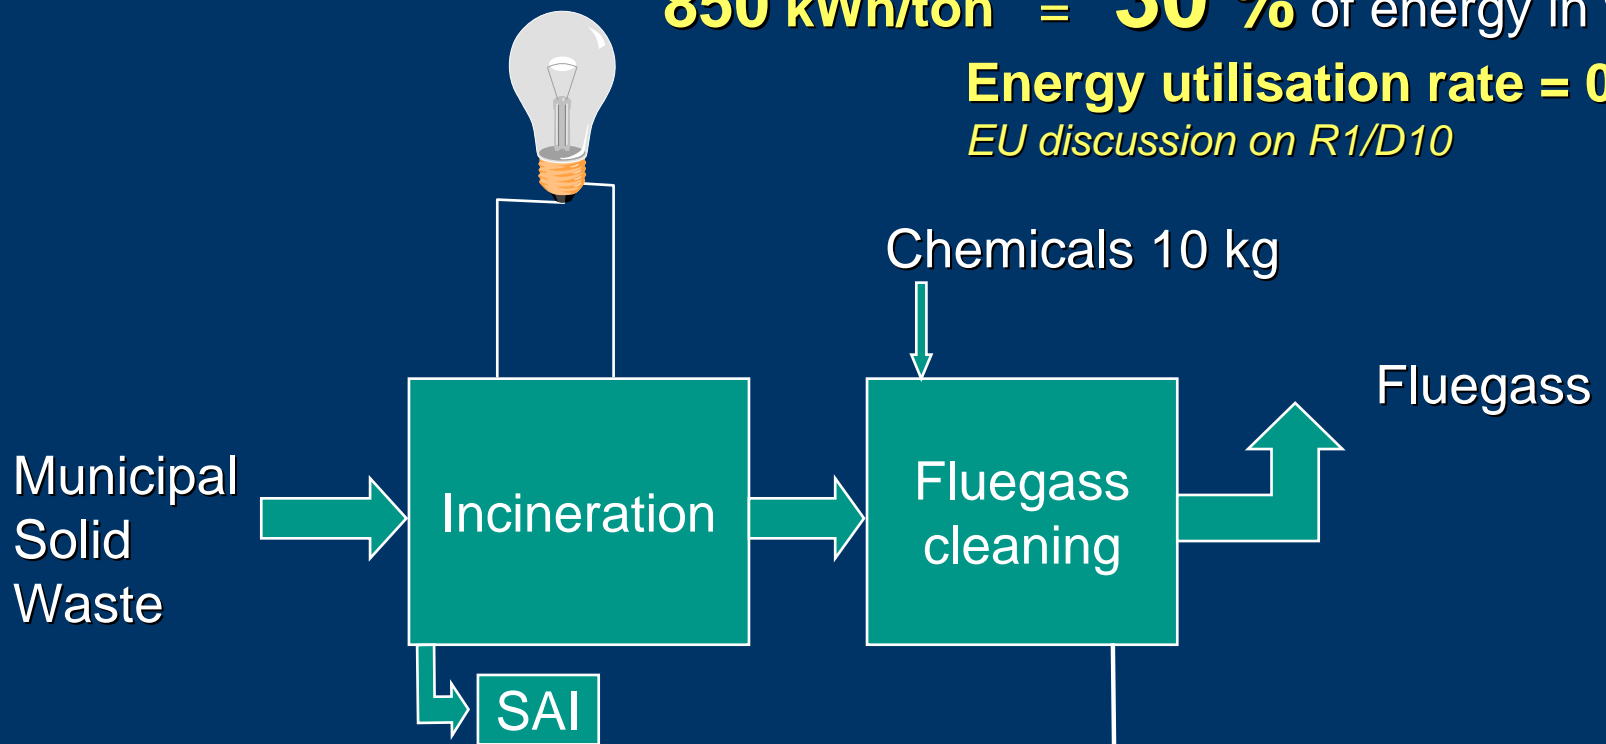 850 kWh/ton = 30 % of energy in
Energy utilisation rate = 0
EU discussion on R1/D10
Chemicals 10 kg
Fluegass
Municipal
Solid
Waste
Incineration
Fluegass
cleaning
SAI